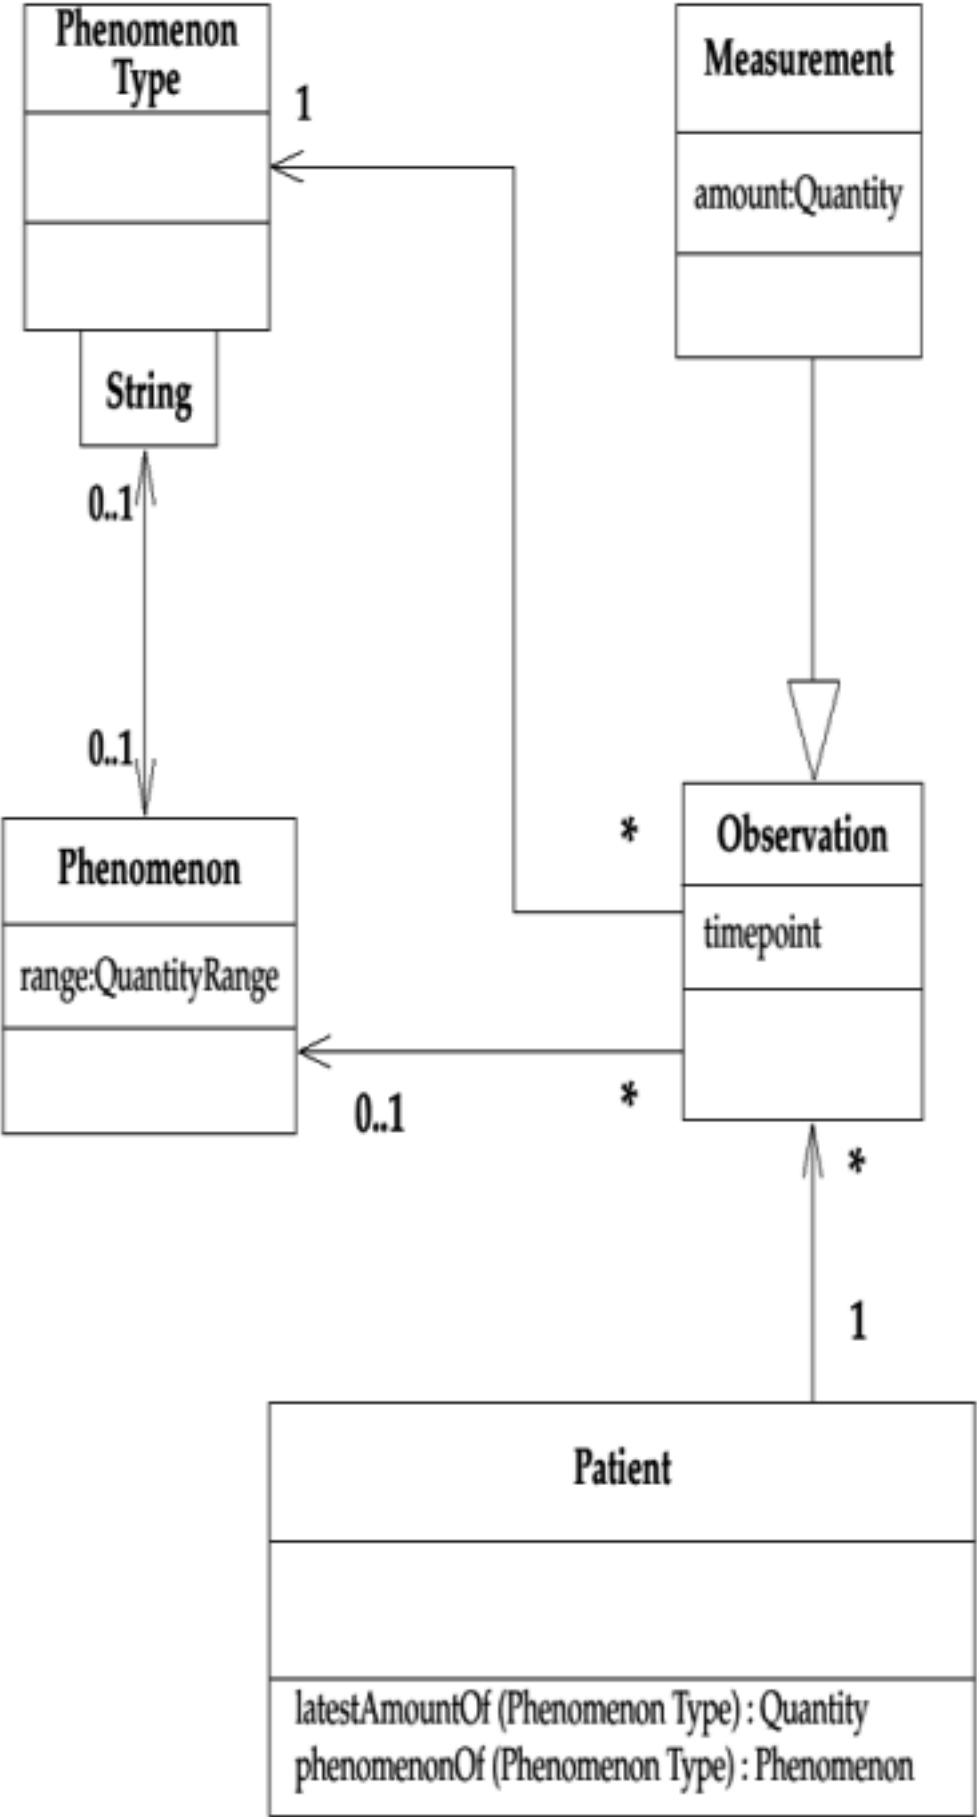 Phenomenon
Type
1
String
0..1
0..1
Phenomenon
range:QuantityRange
Measurement
amount:Quantity
*
Observation
timepoint
0..1
*
*
1
Patient
latestAmountOf (Phenomenon Type) : Quantity
phenomenonOf (Phenomenon Type) : Phenomenon